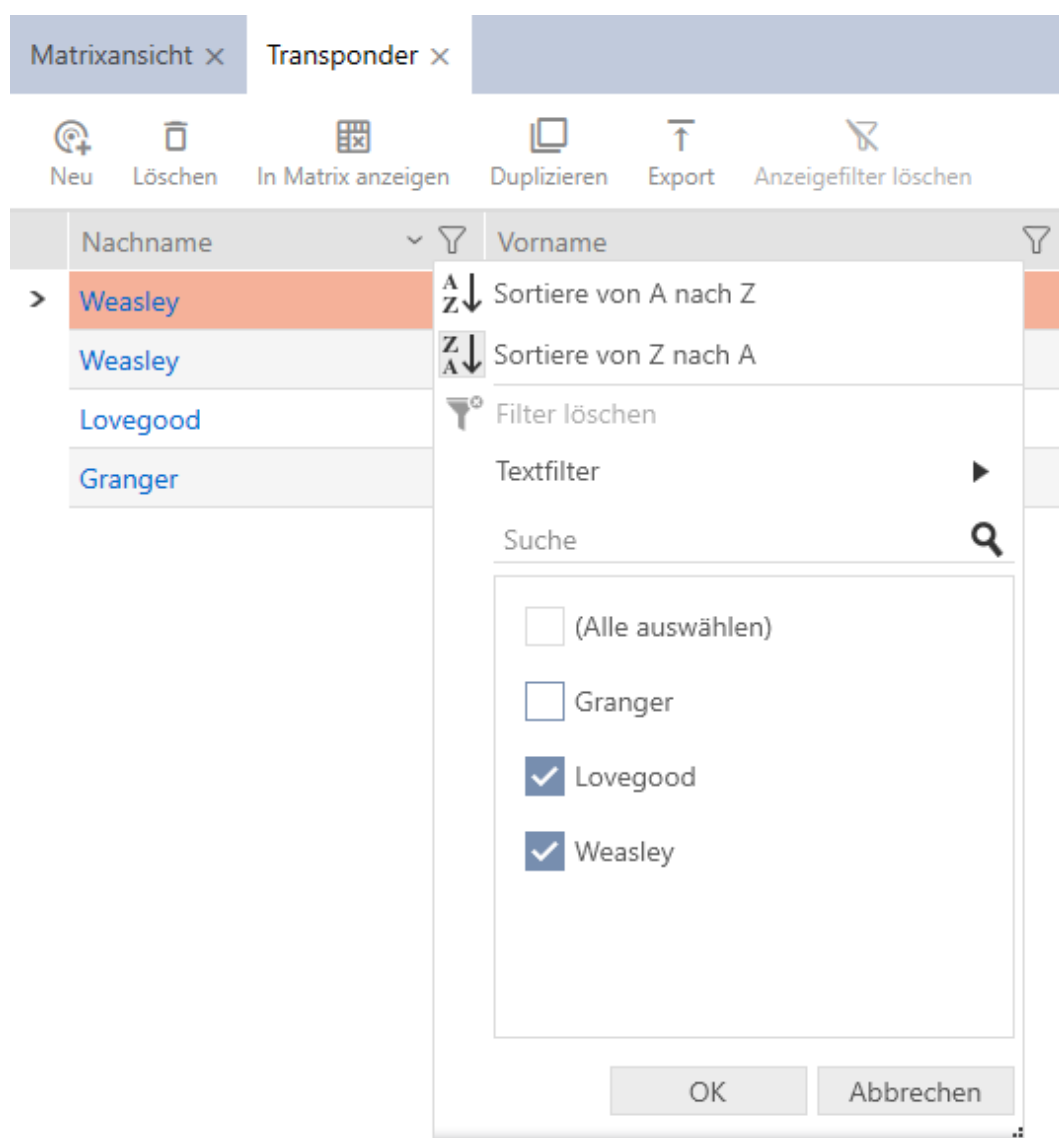 Matrixansicht Transponder
Neu Löschen In Matrix anzeigen Duplizieren Export Anzeigefilter löschen
Nachname Vorname
Weasley
Weasley
Lovegood
Granger
A Z Sortiere von A nach Z
Z A Sortiere von Z nach A
Filter löschen
Textfilter
Suche
(Alle auswählen)
Granger
Lovegood
Weasley
OK Abbrechen